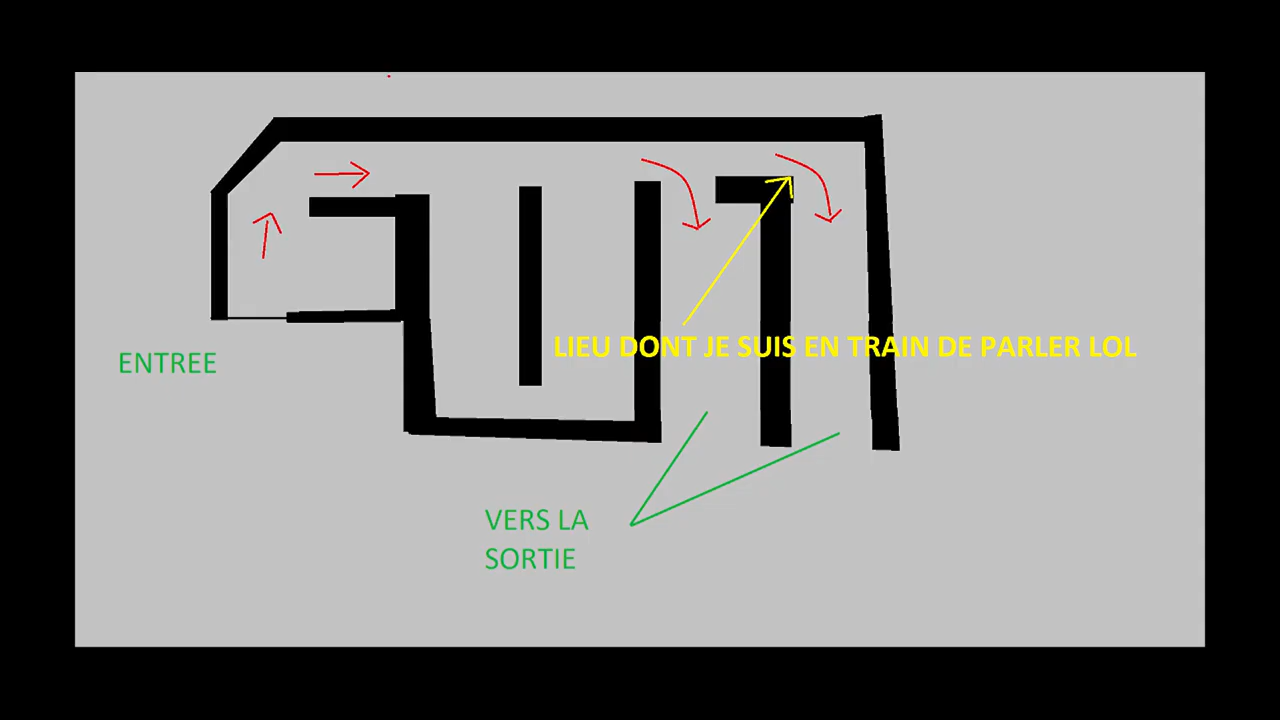 LIEU DONT JE SUIS EN TRAIN DE PARLER LOL
ENTREE
VERS LA
SORTIE